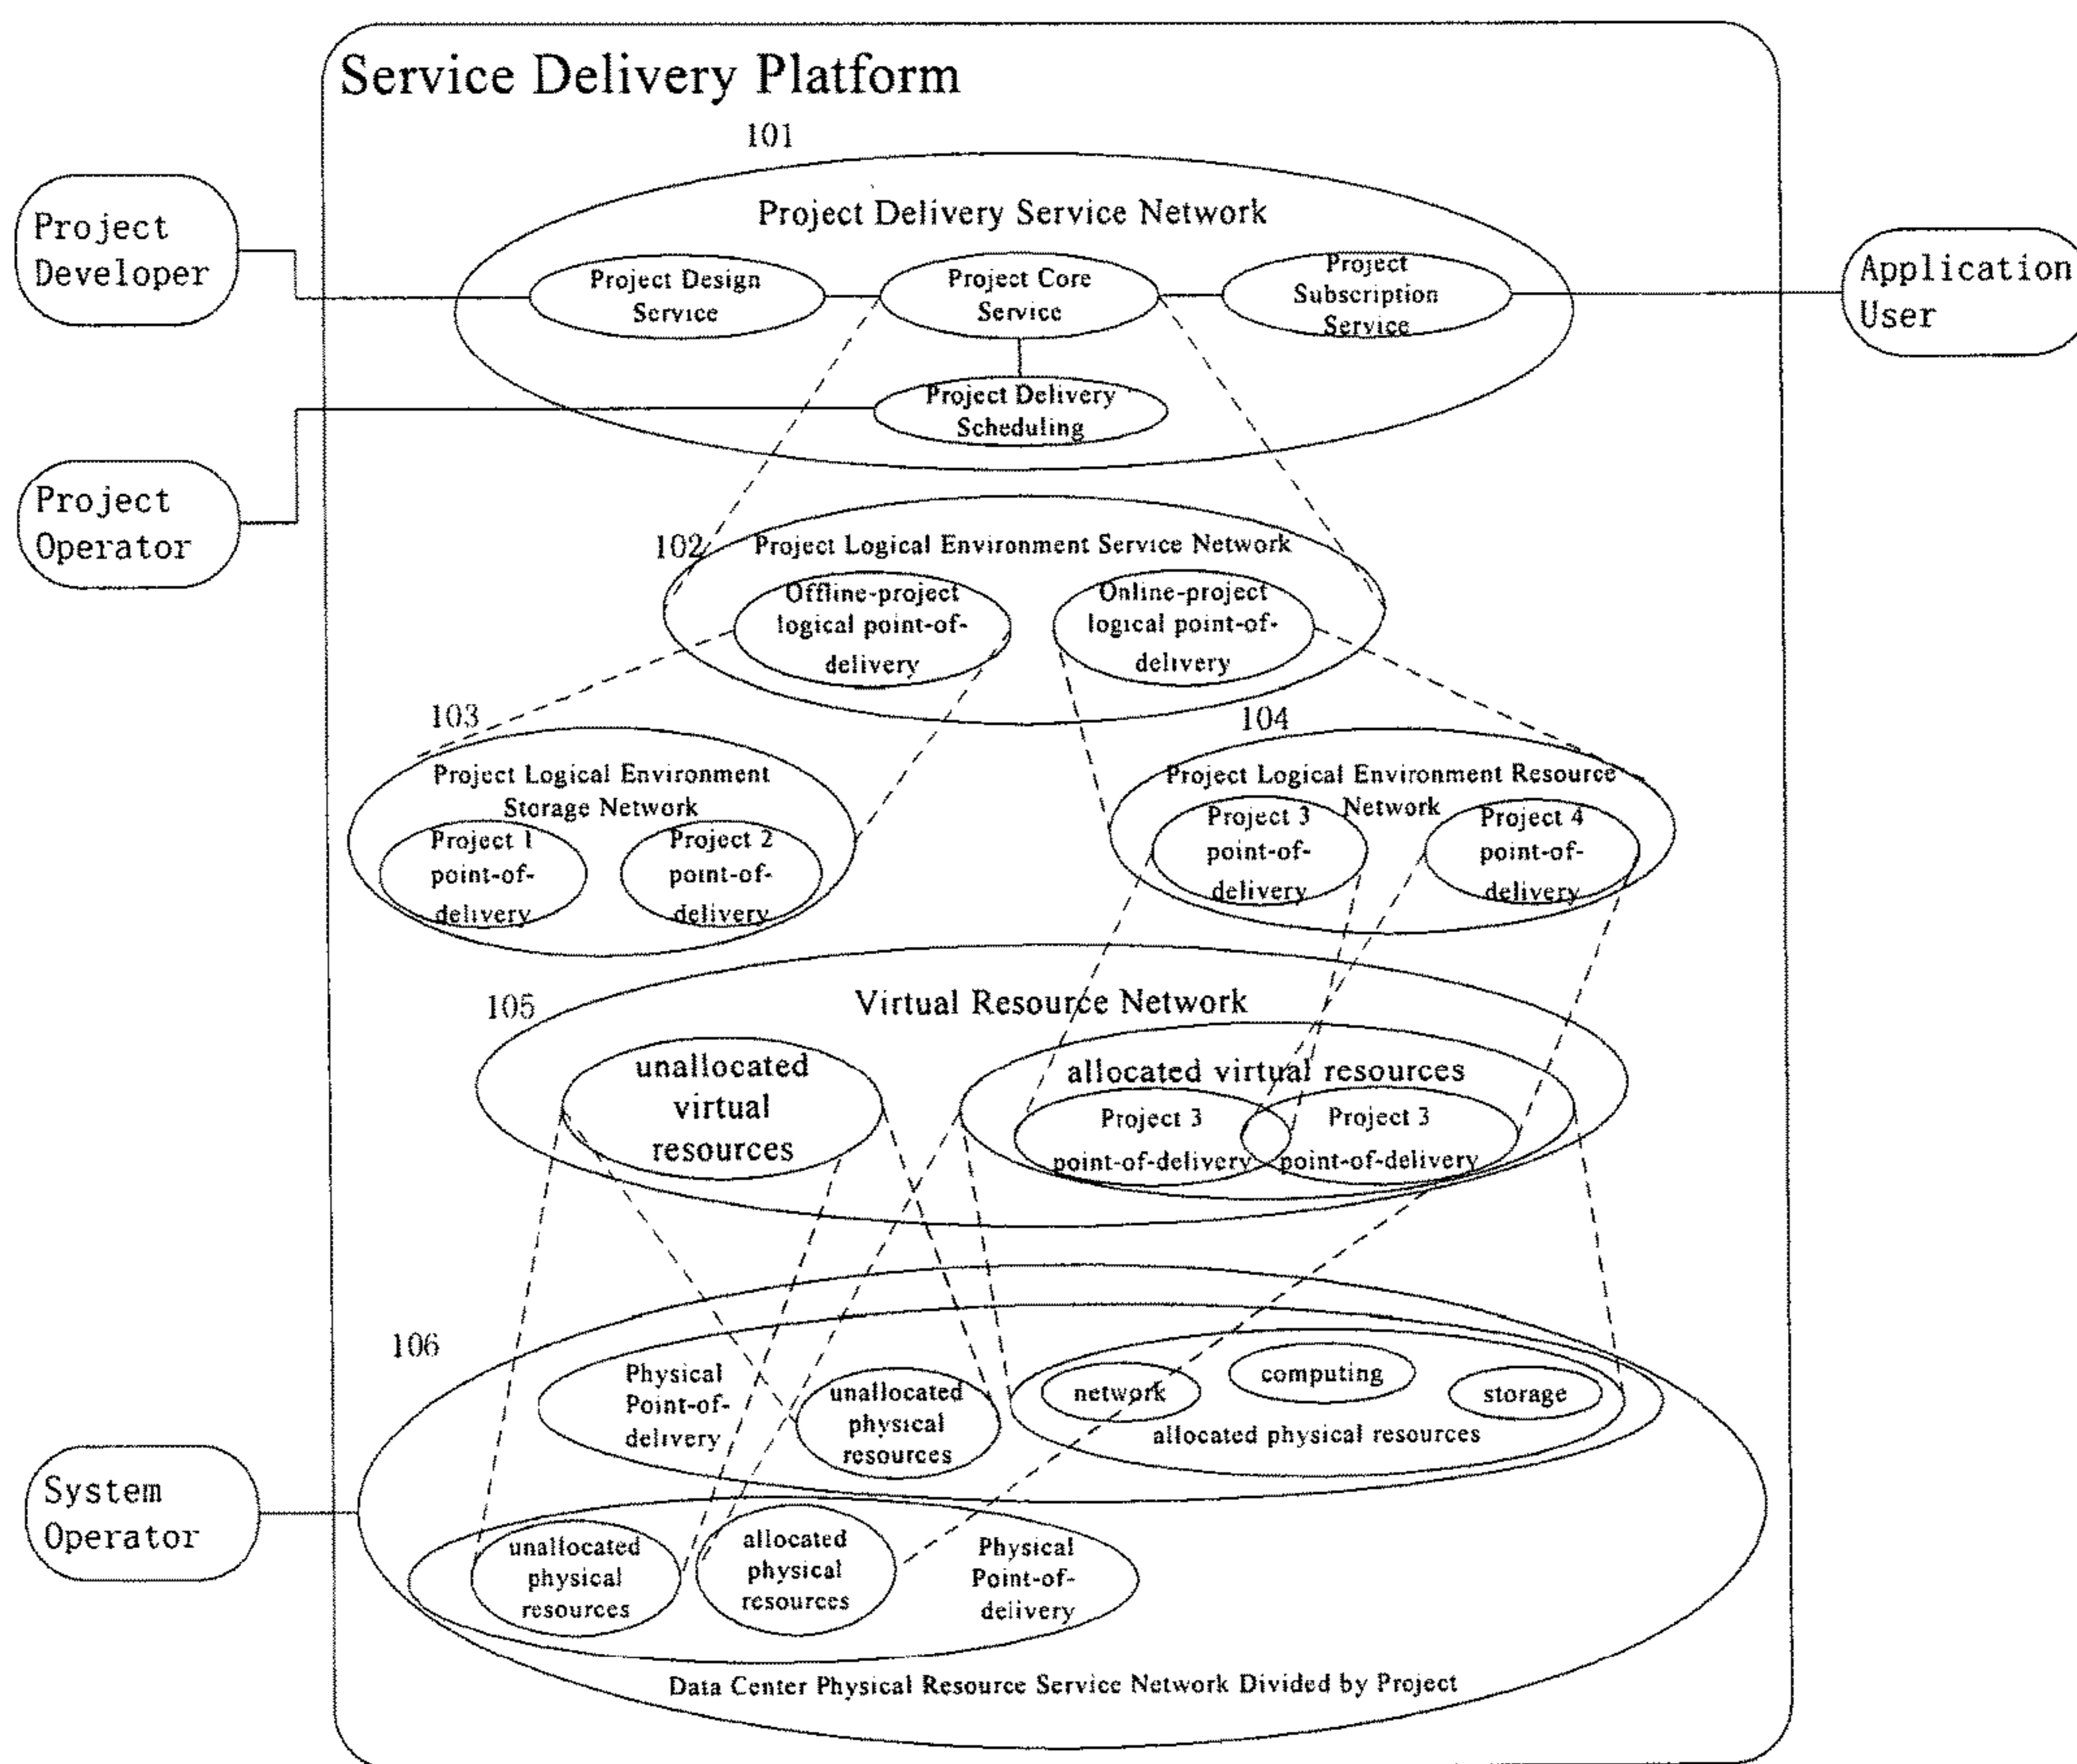 Service Delivery Platform
101
Project
Developer
Project Delivery Service Network
Project Design
Service
Project Core
Service
Project
Subscription
Service
Application
User
Project Delivery
Scheduling
Project
Operator
102
Project Logical Environment Service Network
Offline-project
logical point-of-
delivery
Online-project
logical point-of-
delivery
103
Project Logical Environment
Storage Network
Project 1
point-of-
delivery
Project 2
point-of-
delivery
104
Project Logical Environment Resource
Network
Project 3
point-of-
delivery
Project 4
point-of-
delivery
105
Virtual Resource Network
unallocated
virtual
resources
allocated virtual resources
Project 3
point-of-delivery
Project 3
point-of-delivery
106
Physical
Point-of-
delivery
unallocated
physical
resources
network
computing
storage
allocated physical resources
System
Operator
unallocated
physical
resources
allocated
physical
resources
Physical
Point-of-
delivery
Data Center Physical Resource Service Network Divided by Project